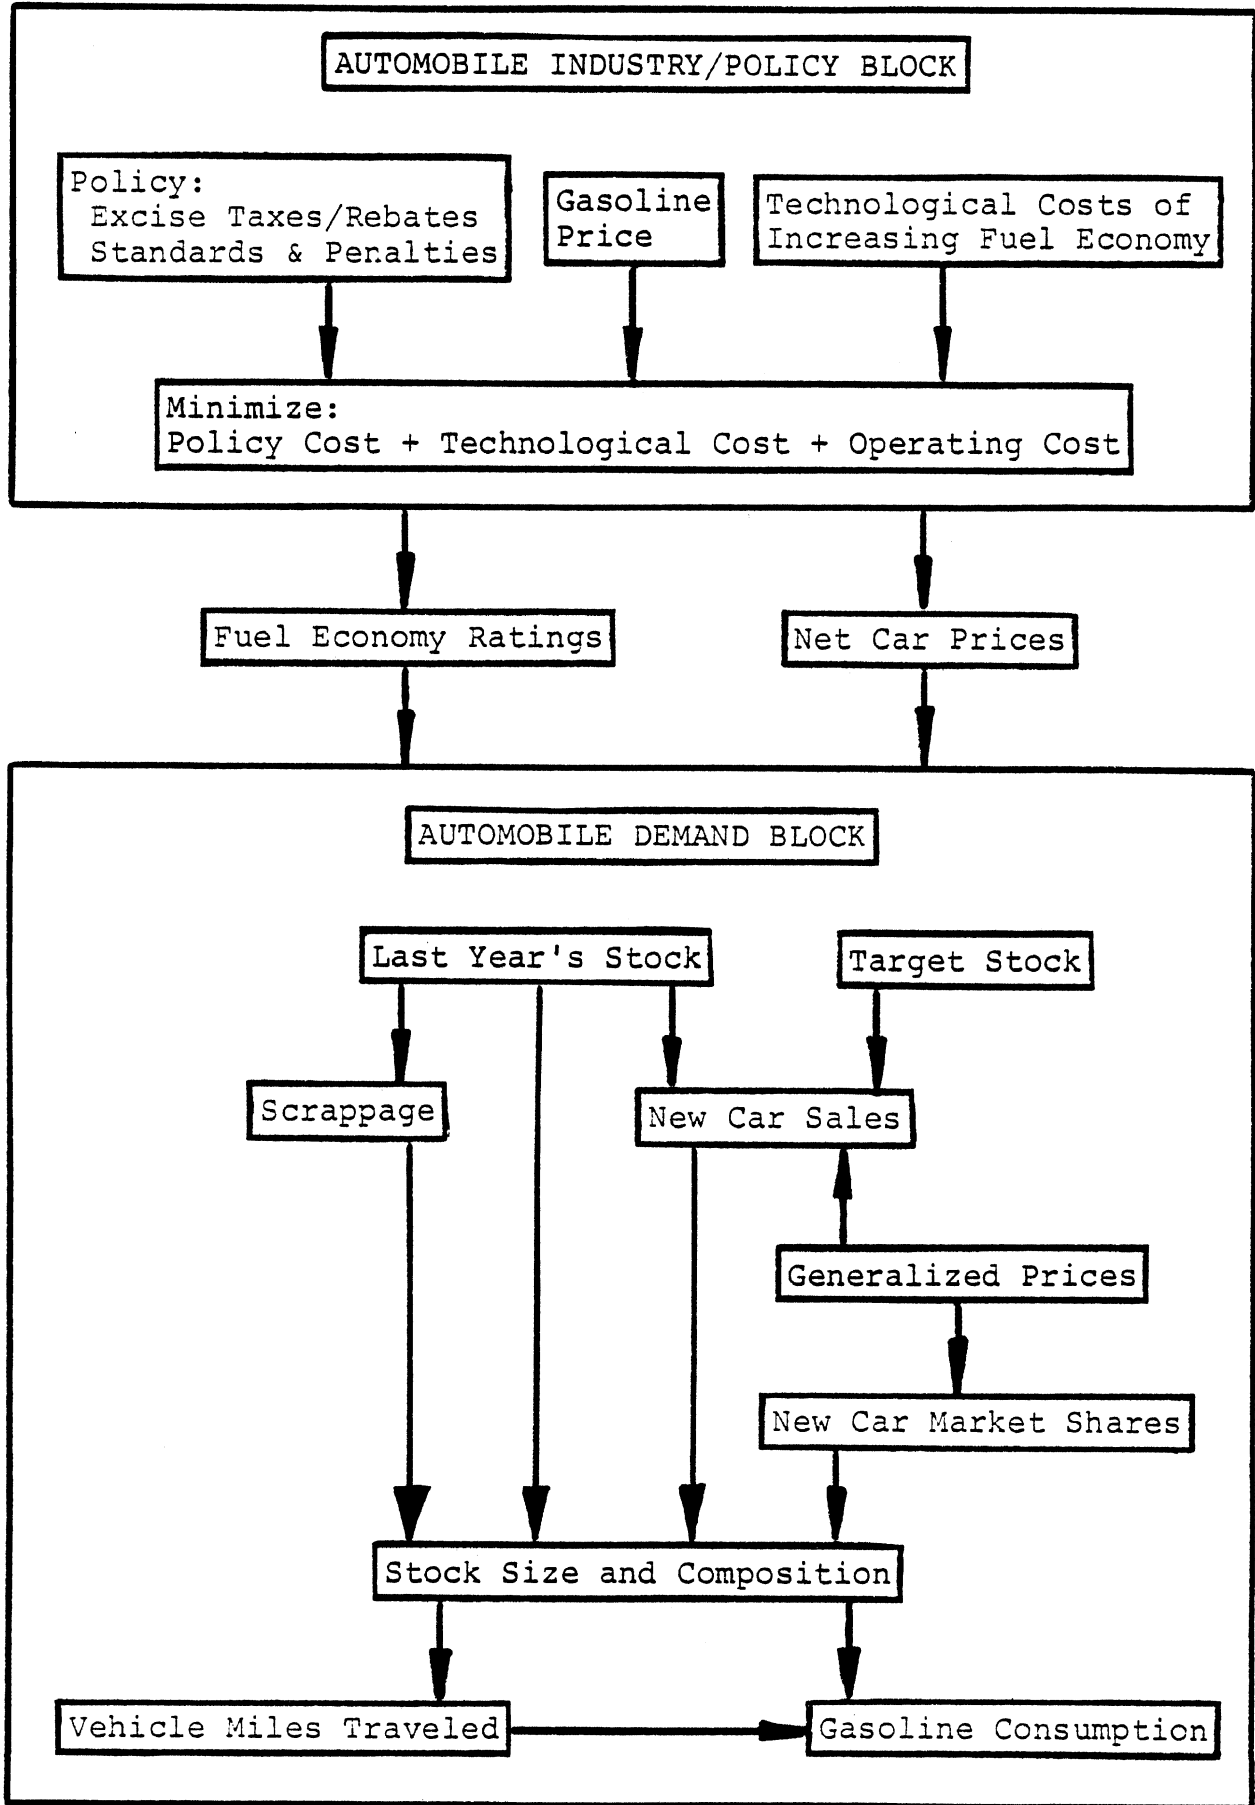 AUTOMOBILE INDUSTRY/POLICY BLOCK
Policy:
Excise Taxes/Rebates
Standards & Penalties
Gasoline
Price
Technological Costs of
Increasing Fuel Economy
Minimize:
Policy Cost + Technological Cost + Operating Cost
Fuel Economy Ratings
Net Car Prices
AUTOMOBILE DEMAND BLOCK
Last Year's Stock
Target Stock
Scrappage
New Car Sales
Generalized Prices
New Car Market Shares
Stock Size and Composition
Vehicle Miles Traveled
Gasoline Consumption